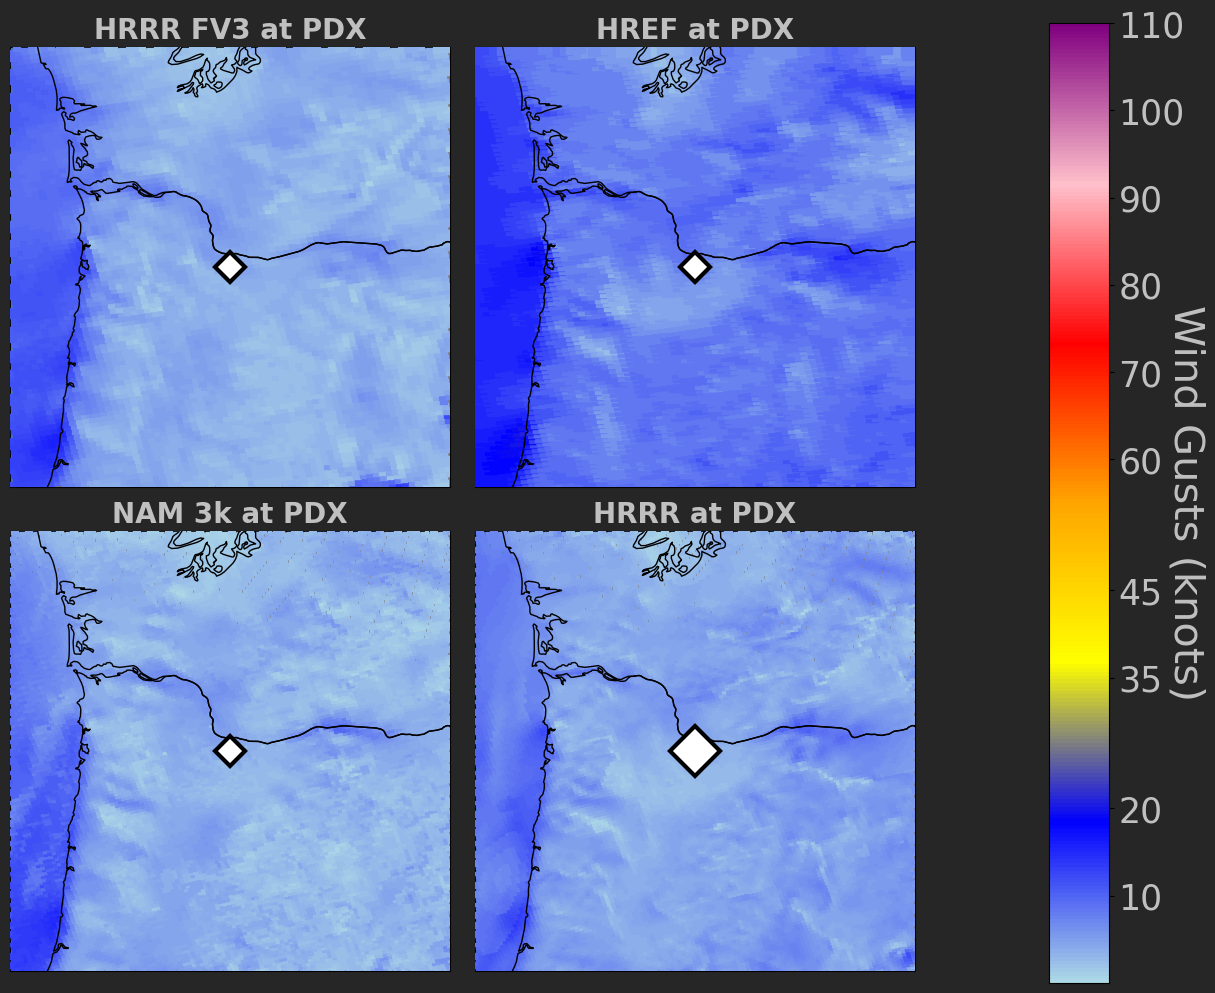 HRRR FV3 at PDX
HREF at PDX
NAM 3k at PDX
HRRR at PDX
110
100
90
80
70
60
45
35
20
10
Wind Gusts (knots)